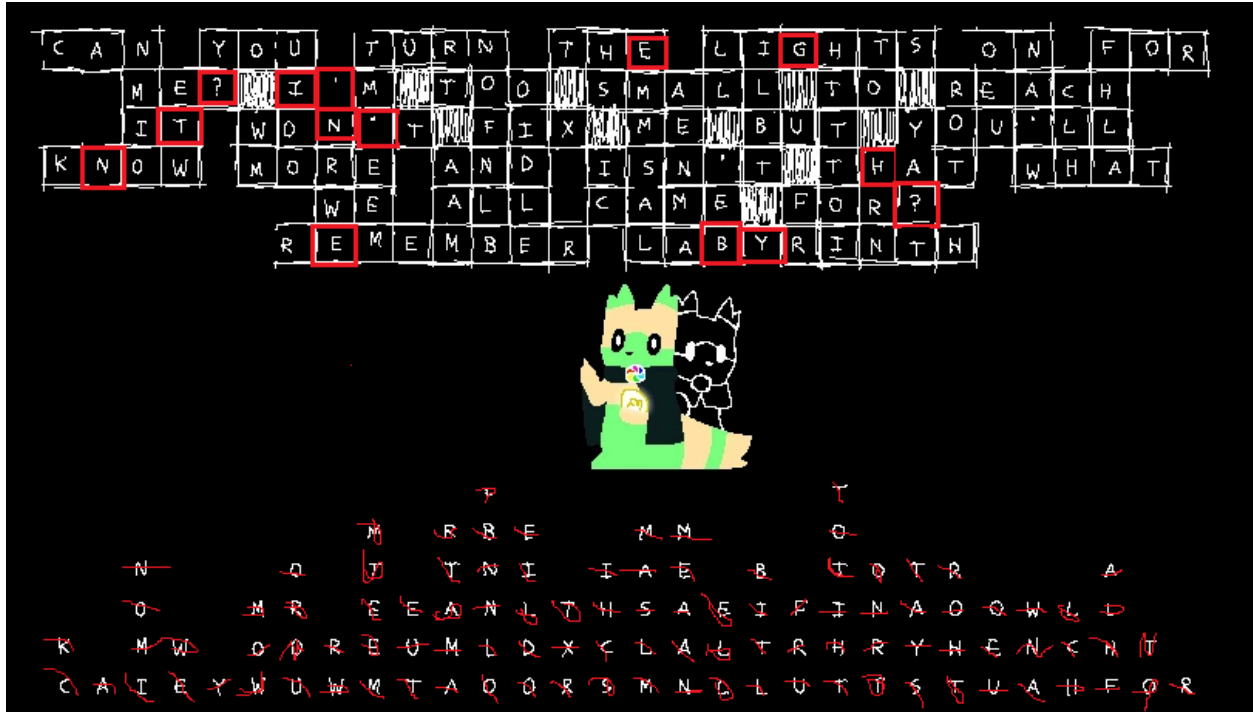 CAN YOU TURN THE LIGHTS ON FOR
ME? I'M TOO SMALL TO REACH
IT WON'T FIX ME BUT YOU'LL
KNOW MORE AND ISN'T THAT WHAT
WE ALL CAME FOR?
REMEMBER LABYRINTH
F T
M R B E M M O
N O T T N I I A E B I O T R A
O M R E E A N L T H S A E I F I N A O O W L L
K M W O O R E U M L D X C L A L T R H R Y H E N C H T
C A I E Y W U W M T A O O R S M N L U T T S T U A H F O R